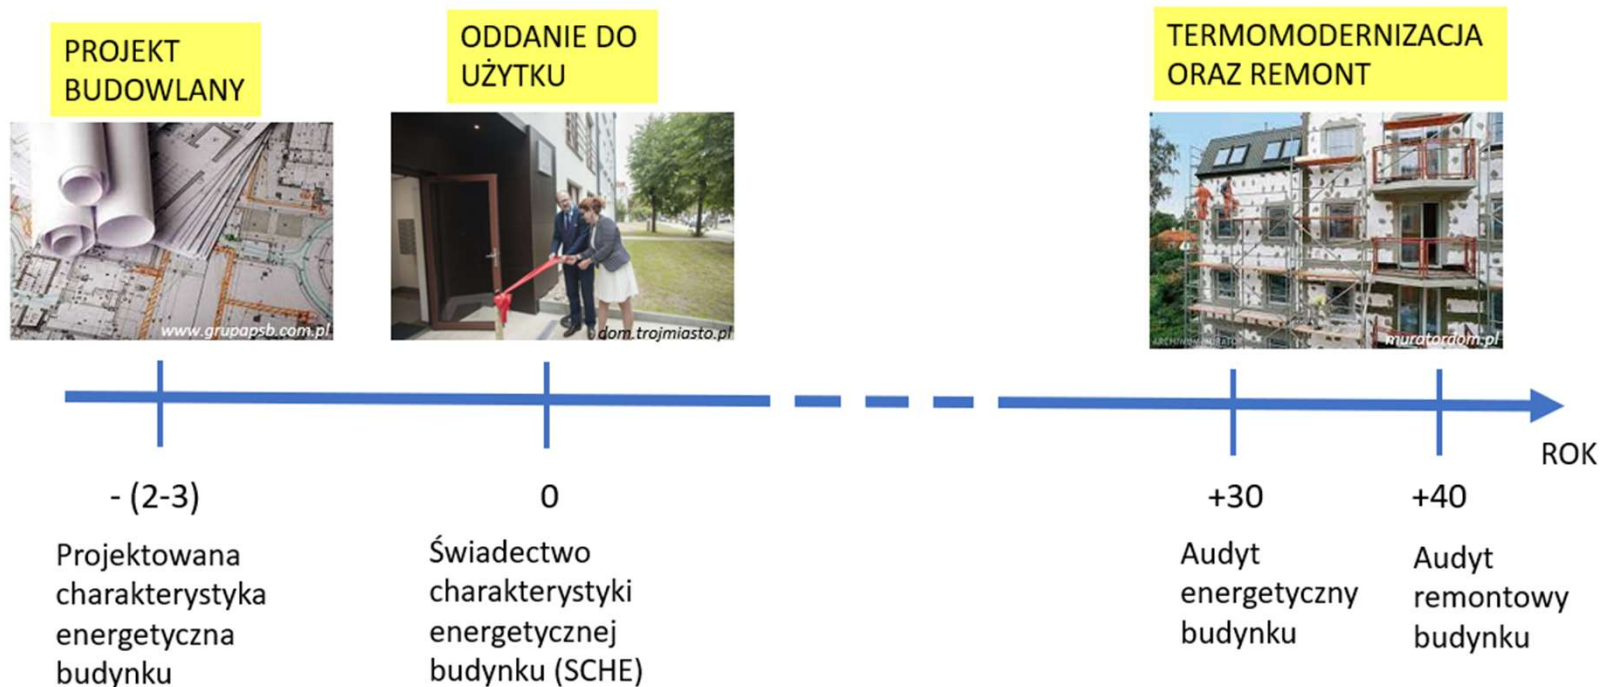 PROJEKT
BUDOWLANY
ODDANIE DO
UŻYTKU
TERMOMODERNIZACJA
ORAZ REMONT
www.grupapsb.com.pl
dom.trojmiasto.pl
ARCHIWUM MURATOR
muratordom.pl
ROK
- (2-3)
0
+30
+40
Projektowana
charakterystyka
energetyczna
budynku
Świadectwo
charakterystyki
energetycznej
budynku (SCHE)
Audyt
energetyczny
budynku
Audyt
remontowy
budynku